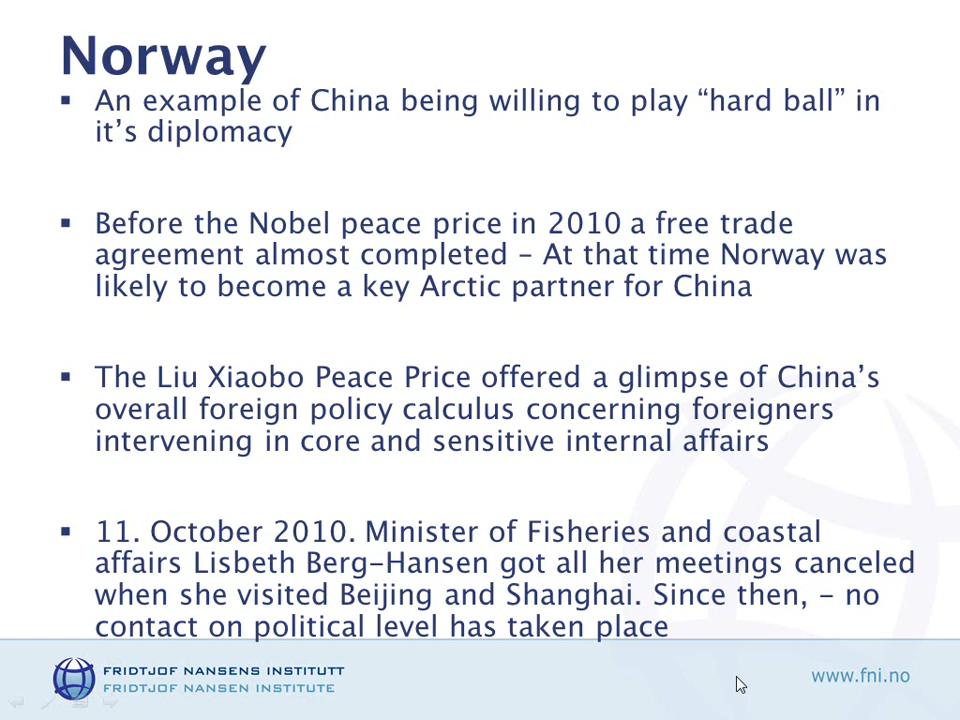 Norway
▪ An example of China being willing to play “hard ball” in
it’s diplomacy
▪ Before the Nobel peace price in 2010 a free trade
agreement almost completed – At that time Norway was
likely to become a key Arctic partner for China
▪ The Liu Xiaobo Peace Price offered a glimpse of China’s
overall foreign policy calculus concerning foreigners
intervening in core and sensitive internal affairs
▪ 11. October 2010. Minister of Fisheries and coastal
affairs Lisbeth Berg-Hansen got all her meetings canceled
when she visited Beijing and Shanghai. Since then, - no
contact on political level has taken place
FRIDTJOF NANSENS INSTITUTT
FRIDTJOF NANSEN INSTITUTE
www.fni.no